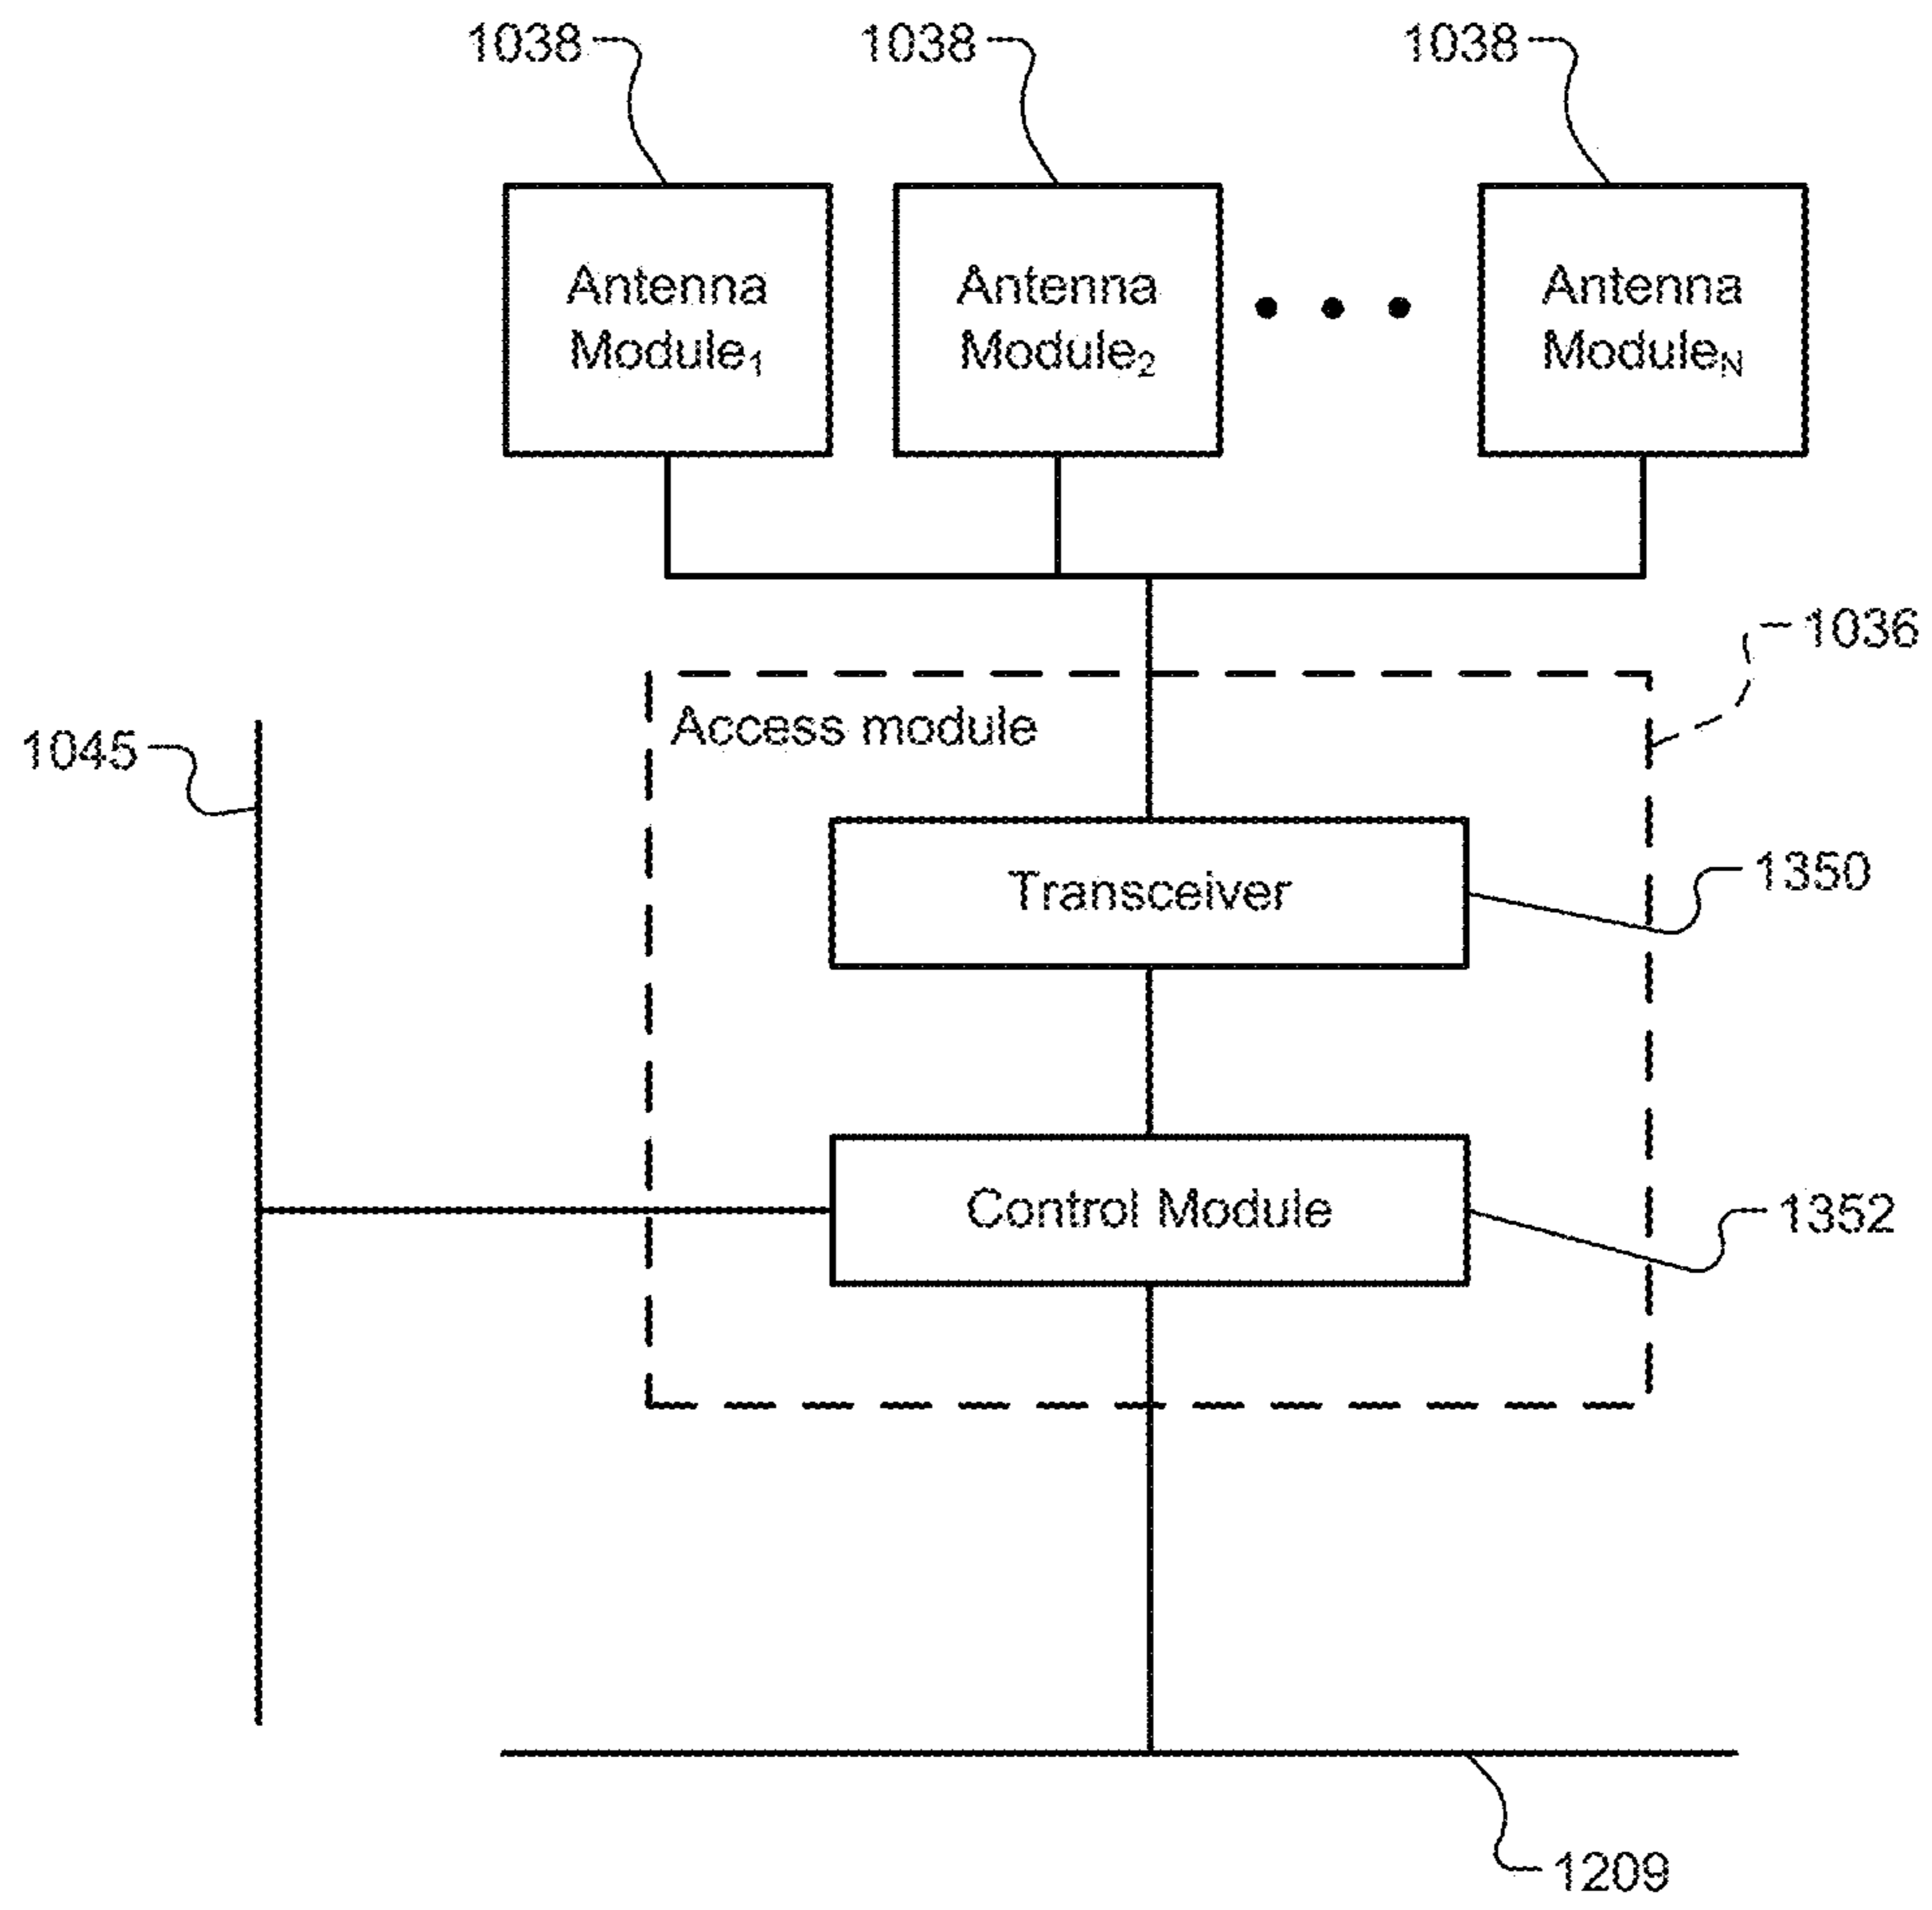 1038 1038 1038
Antenna Module₁
Antenna Module₂
Antenna Moduleₙ
1036
Access module
1045
Transceiver
1350
Control Module
1352
1209